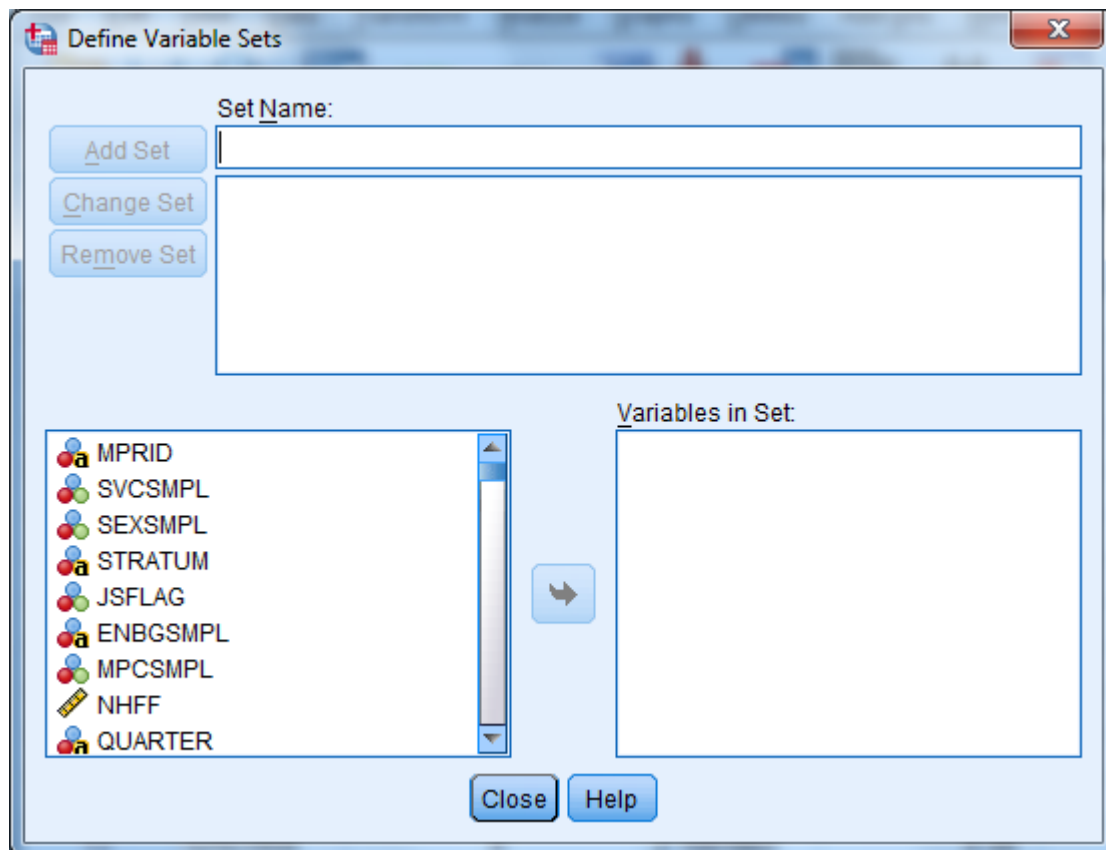 Define Variable Sets
Set Name:
Add Set
Change Set
Remove Set
Variables in Set:
MPRID
SVCSMPL
SEXSMPL
STRATUM
JSFLAG
ENBGSMPL
MPCSMPL
NHFF
QUARTER
Close Help